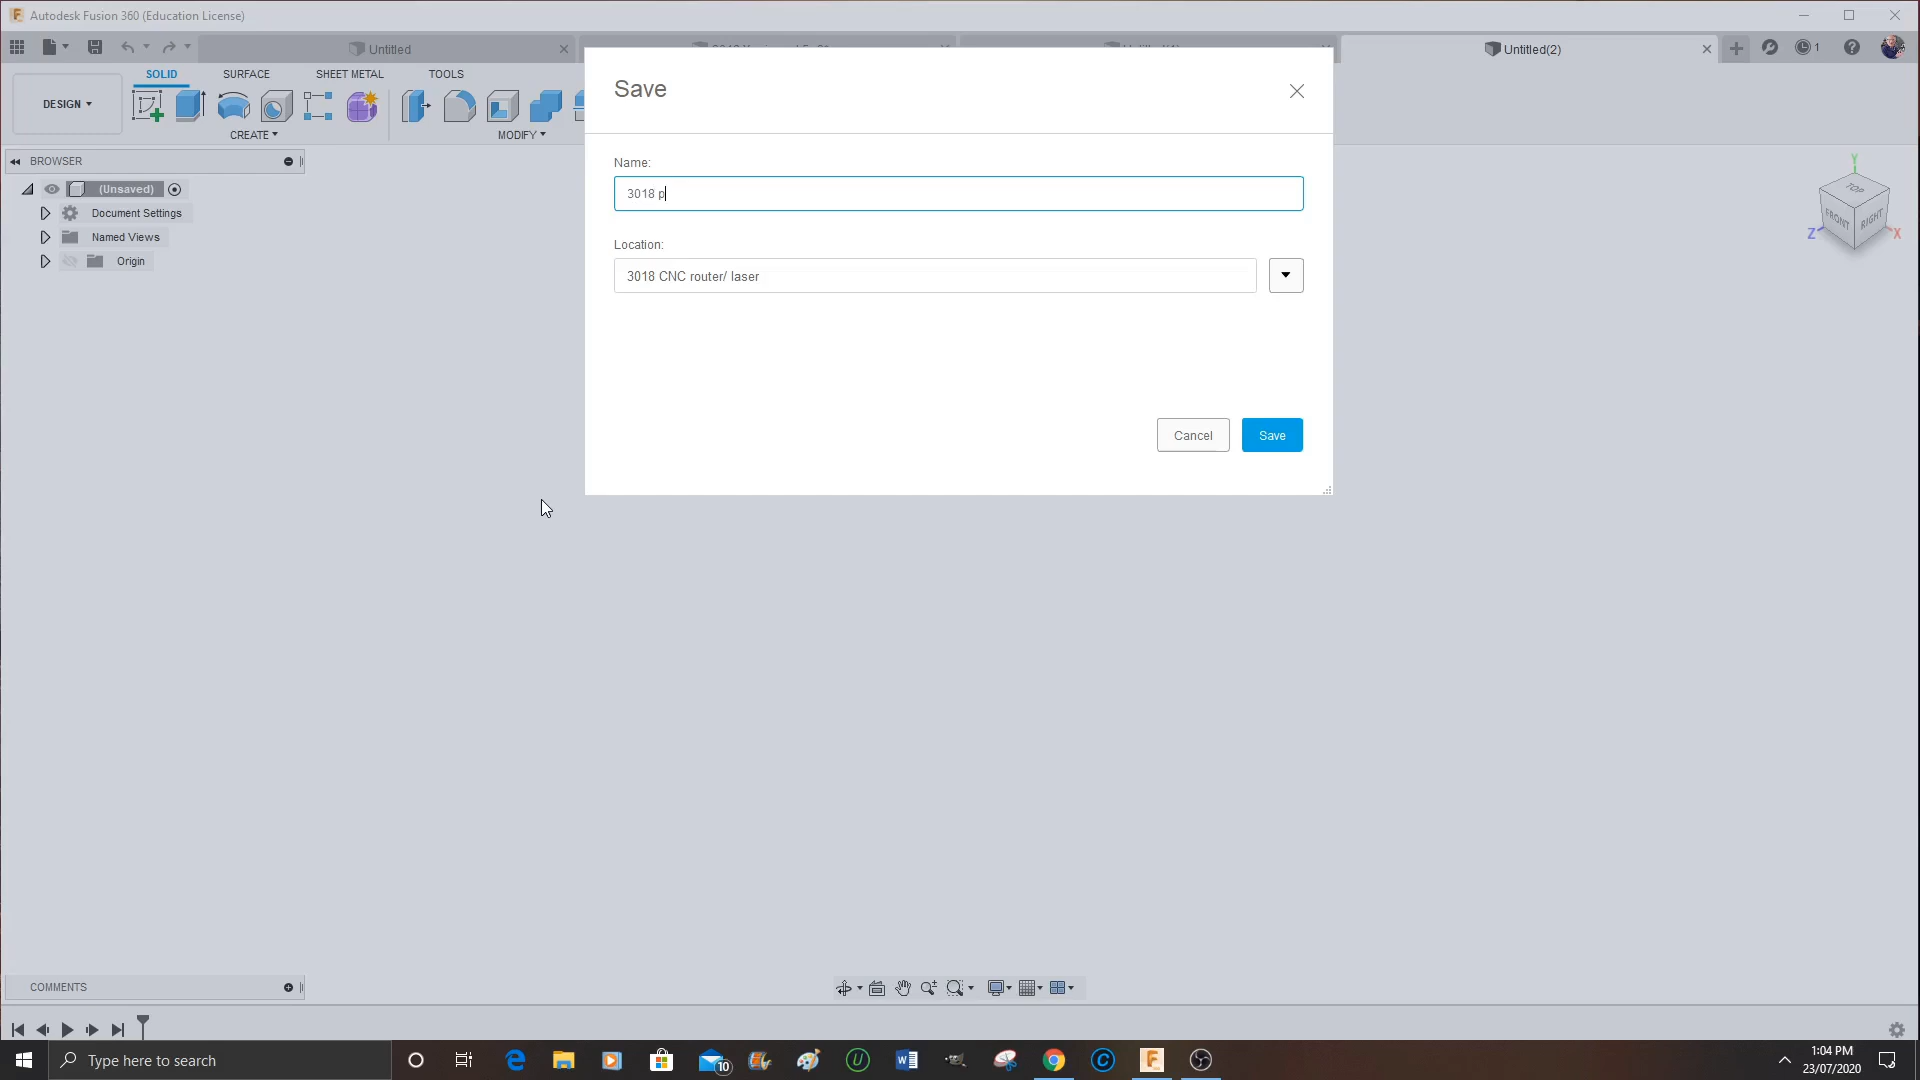 Autodesk Fusion 360 (Education License)
Untitled
Untitled(2)
1
DESIGN
SOLID
SURFACE
SHEET METAL
TOOLS
CREATE
MODIFY
BROWSER
(Unsaved)
Document Settings
Named Views
Origin
Save
Name:
3018 p
Location:
3018 CNC router/ laser
Cancel
Save
Y
TOP
FRONT
RIGHT
Z
X
COMMENTS
Type here to search
10
1:04 PM
23/07/2020